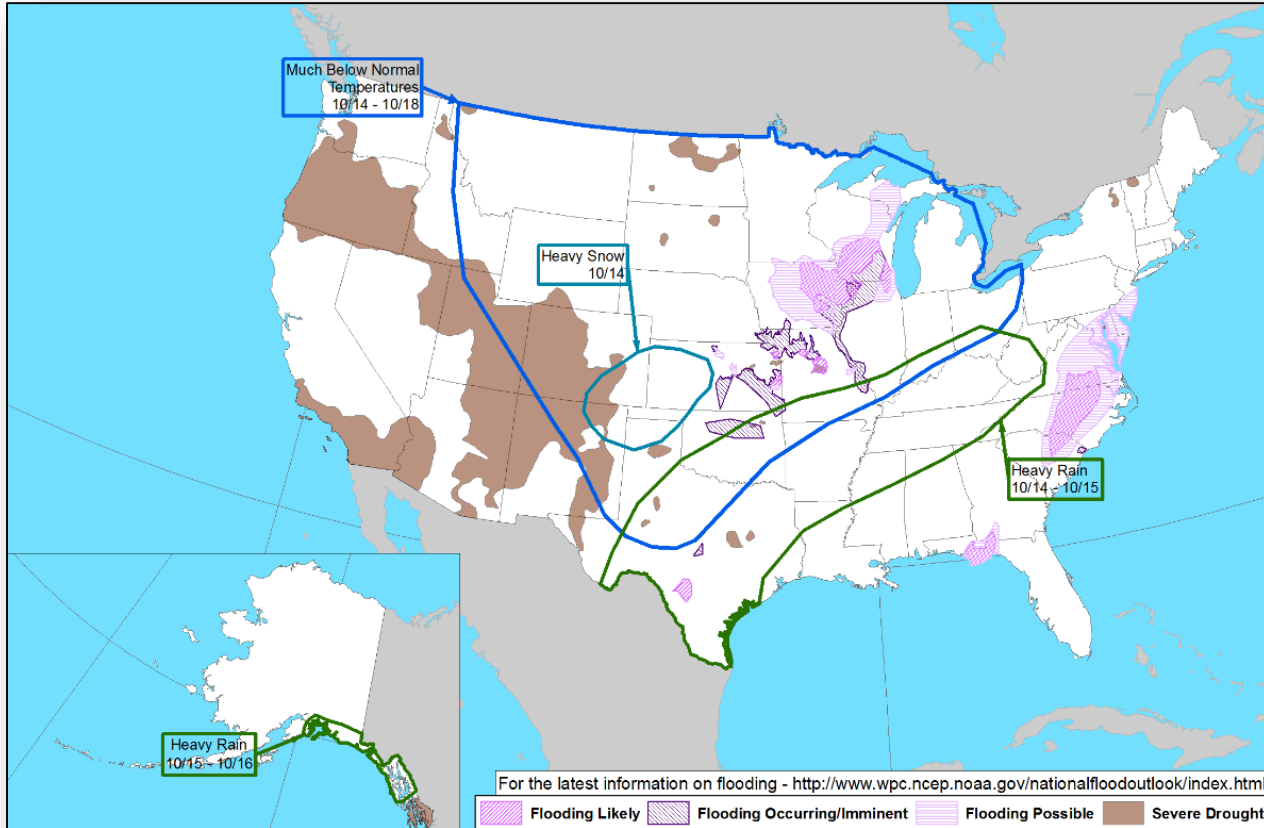 Much Below Normal
Temperatures
10/14 - 10/18
Heavy Snow
10/14
Heavy Rain
10/14 - 10/15
Heavy Rain
10/15 - 10/16
For the latest information on flooding - http://www.wpc.ncep.noaa.gov/nationalfloodoutlook/index.html
Flooding Likely Flooding Occurring/Imminent Flooding Possible Severe Drought